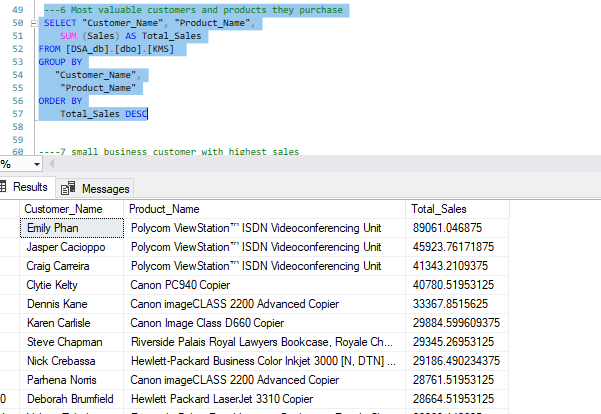 49 ---6 Most valuable customers and products they purchase
50 SELECT "Customer_Name", "Product_Name",
51 SUM (Sales) AS Total_Sales
52 FROM [DSA_db].[dbo].[KMS]
53 GROUP BY
54 "Customer_Name",
55 "Product_Name"
56 ORDER BY
57 Total_Sales DESC
58
59
60 ----7 small business customer with highest sales
%
Results Messages
Customer_Name Product_Name Total_Sales
Emily Phan Polycom ViewStation™ ISDN Videoconferencing Unit 89061.046875
Jasper Cacioppo Polycom ViewStation™ ISDN Videoconferencing Unit 45923.76171875
Craig Carreira Polycom ViewStation™ ISDN Videoconferencing Unit 41343.2109375
Clytie Kelty Canon PC940 Copier 40780.51953125
Dennis Kane Canon imageCLASS 2200 Advanced Copier 33367.8515625
Karen Carlisle Canon Image Class D660 Copier 29884.599609375
Steve Chapman Riverside Palais Royal Lawyers Bookcase, Royale Ch... 29345.26953125
Nick Crebassa Hewlett-Packard Business Color Inkjet 3000 [N, DTN] ... 29186.490234375
Parhena Norris Canon imageCLASS 2200 Advanced Copier 28761.51953125
0 Deborah Brumfield Hewlett Packard LaserJet 3310 Copier 28664.51953125